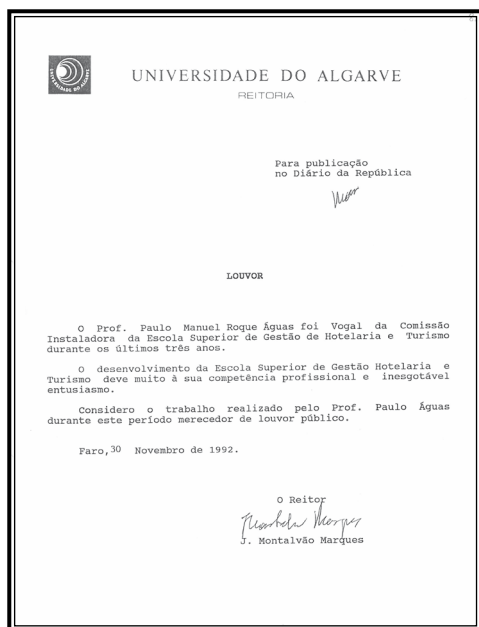 UNIVERSIDADE DO ALGARVE
REITORIA
Para publicação
no Diário da República
LOUVOR
O Prof. Paulo Manuel Roque Águas foi Vogal da Comissão
Instaladora da Escola Superior de Gestão de Hotelaria e Turismo
durante os últimos três anos.
O desenvolvimento da Escola Superior de Gestão Hotelaria e
Turismo deve muito à sua competência profissional e inesgotável
entusiasmo.
Considero o trabalho realizado pelo Prof. Paulo Águas
durante este período merecedor de louvor público.
Faro, 30 Novembro de 1992.
O Reitor
J. Montalvão Marques